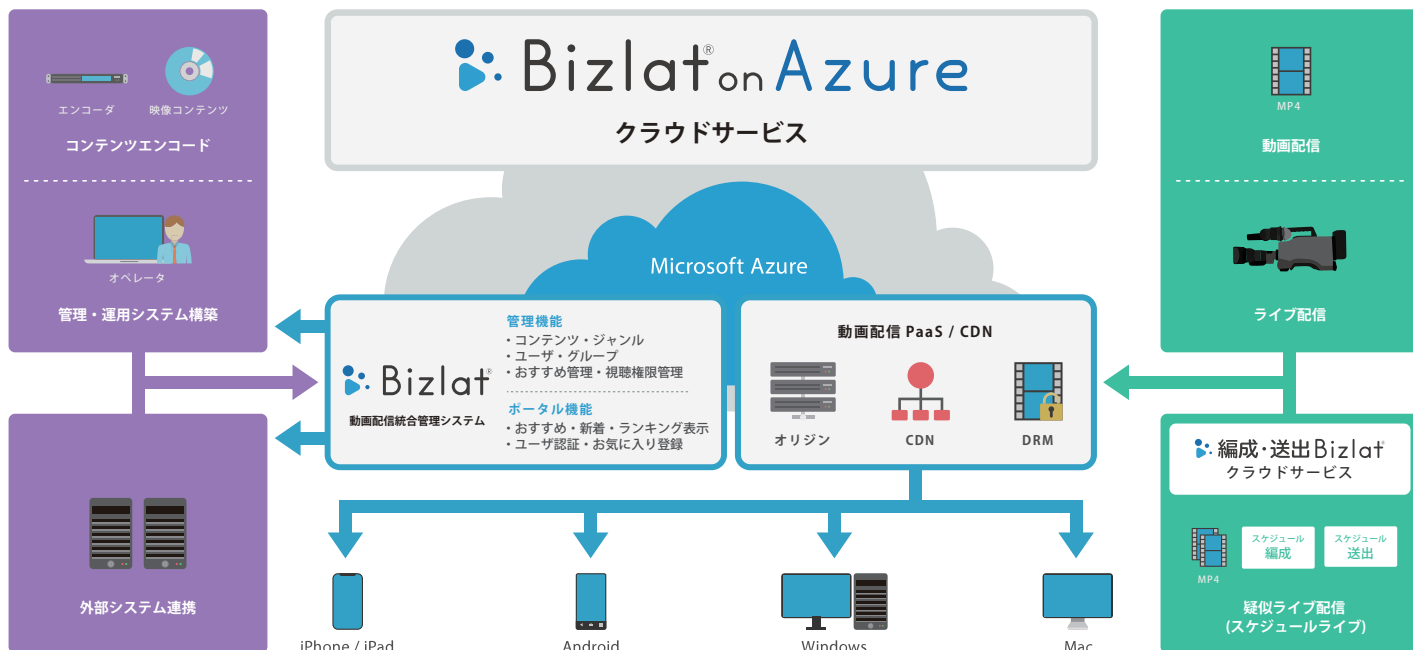 エンコーダ
映像コンテンツ
コンテンツエンコード
オペレータ
管理・運用システム構築
外部システム連携
Bizlat® on Azure
クラウドサービス
Microsoft Azure
Bizlat®
動画配信統合管理システム
管理機能
・コンテンツ・ジャンル
・ユーザ・グループ
・おすすめ管理・視聴権限管理
ポータル機能
・おすすめ・新着・ランキング表示
・ユーザ認証・お気に入り登録
動画配信 PaaS / CDN
オリジン
CDN
DRM
iPhone / iPad
Android
Windows
Mac
MP4
動画配信
ライブ配信
編成・送出 Bizlat®
クラウドサービス
MP4
スケジュール
編成
スケジュール
送出
疑似ライブ配信
(スケジュールライブ)